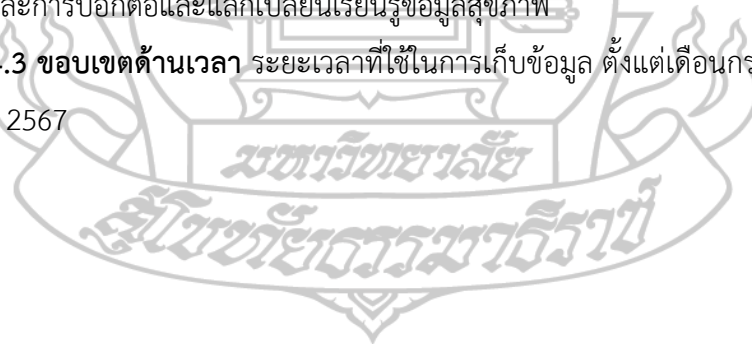 ละการบอกต่อและแลกเปลี่ยนเรียนรู้ข้อมูลสุขภาพ
.3 ขอบเขตด้านเวลา ระยะเวลาที่ใช้ในการเก็บข้อมูล ตั้งแต่เดือนกร
2567
มหาวิทยาลัย
สุโขทัยธรรมาธิราช